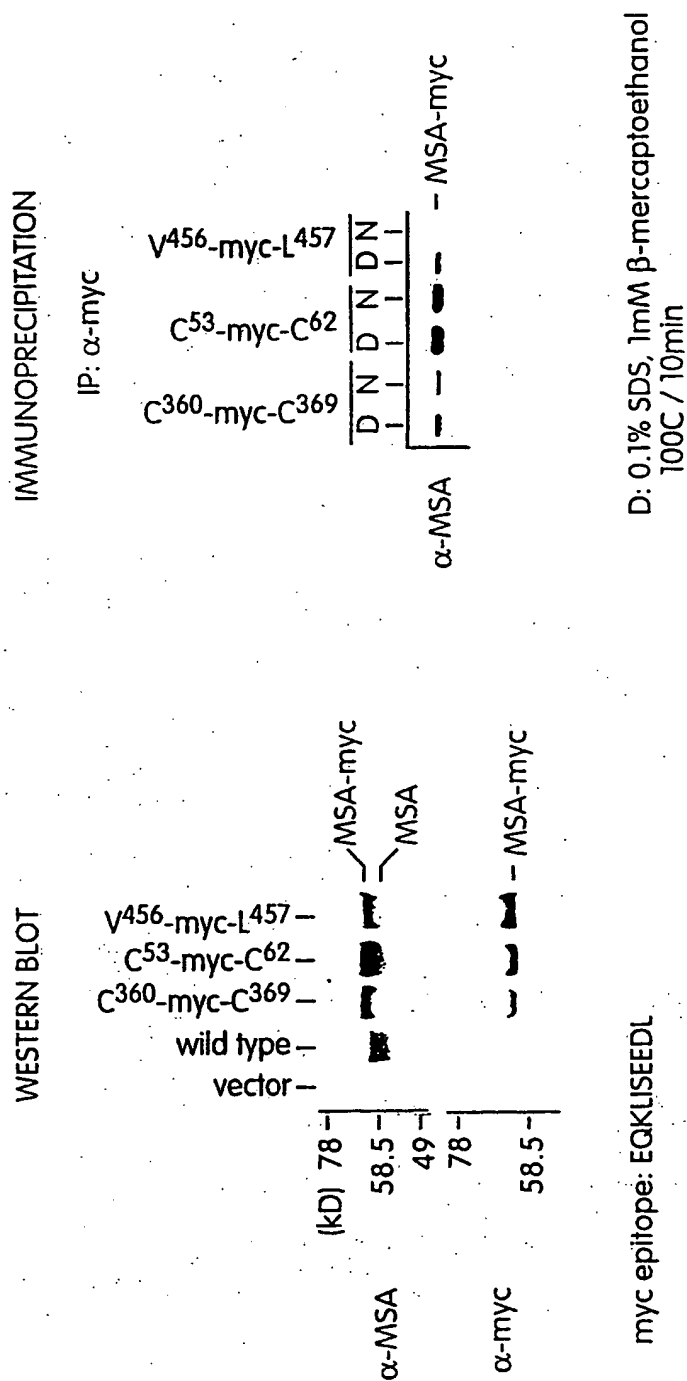 WESTERN BLOT
V456-myc-L457
C53-myc-C62
C360-myc-C369
wild type
vector
(kD)
78
58.5
49
α-MSA
MSA-myc
MSA
78
58.5
α-myc
MSA-myc
myc epitope: EQKLISEEDL
IMMUNOPRECIPITATION
IP: α-myc
V456-myc-L457
C53-myc-C62
C360-myc-C369
D N D N D N
α-MSA
MSA-myc
D: 0.1% SDS, 1mM β-mercaptoethanol
100C / 10min